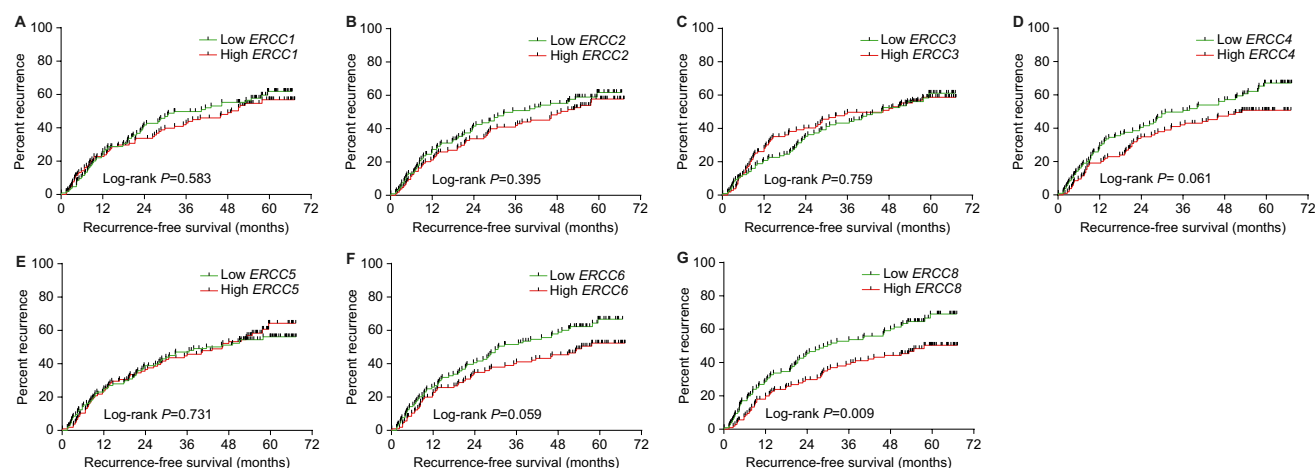 A
Percent recurrence
100
80
60
40
20
0
Low ERCC1
High ERCC1
Log-rank P=0.583
0 12 24 36 48 60 72
Recurrence-free survival (months)
B
Percent recurrence
100
80
60
40
20
0
Low ERCC2
High ERCC2
Log-rank P=0.395
0 12 24 36 48 60 72
Recurrence-free survival (months)
C
Percent recurrence
100
80
60
40
20
0
Low ERCC3
High ERCC3
Log-rank P=0.759
0 12 24 36 48 60 72
Recurrence-free survival (months)
D
Percent recurrence
100
80
60
40
20
0
Low ERCC4
High ERCC4
Log-rank P= 0.061
0 12 24 36 48 60 72
Recurrence-free survival (months)
E
Percent recurrence
100
80
60
40
20
0
Low ERCC5
High ERCC5
Log-rank P=0.731
0 12 24 36 48 60 72
Recurrence-free survival (months)
F
Percent recurrence
100
80
60
40
20
0
Low ERCC6
High ERCC6
Log-rank P=0.059
0 12 24 36 48 60 72
Recurrence-free survival (months)
G
Percent recurrence
100
80
60
40
20
0
Low ERCC8
High ERCC8
Log-rank P=0.009
0 12 24 36 48 60 72
Recurrence-free survival (months)